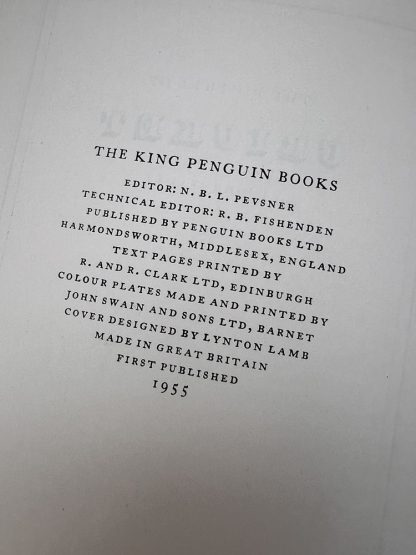 THE KING PENGUIN BOOKS
EDITOR: N. B. L. PEVSNER
TECHNICAL EDITOR: R. B. FISHENDEN
PUBLISHED BY PENGUIN BOOKS LTD
HARMONDSWORTH, MIDDLESEX, ENGLAND
TEXT PAGES PRINTED BY
R. AND R. CLARK LTD, EDINBURGH
COLOUR PLATES MADE AND PRINTED BY
JOHN SWAIN AND SONS LTD, BARNET
COVER DESIGNED BY LYNTON LAMB
MADE IN GREAT BRITAIN
FIRST PUBLISHED
1955